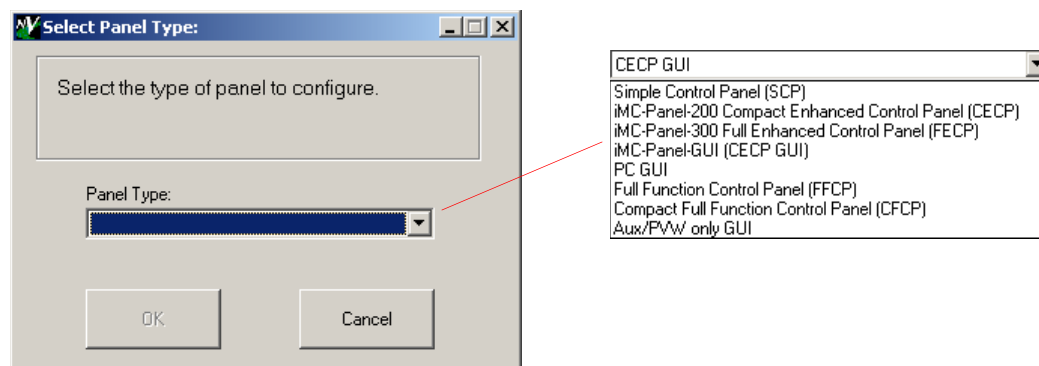 Select Panel Type:
Select the type of panel to configure.
Panel Type:
OK
Cancel
CECP GUI
Simple Control Panel (SCP)
iMC-Panel-200 Compact Enhanced Control Panel (CECP)
iMC-Panel-300 Full Enhanced Control Panel (FECP)
iMC-Panel-GUI (CECP GUI)
PC GUI
Full Function Control Panel (FFCP)
Compact Full Function Control Panel (CFCP)
Aux/PVW only GUI